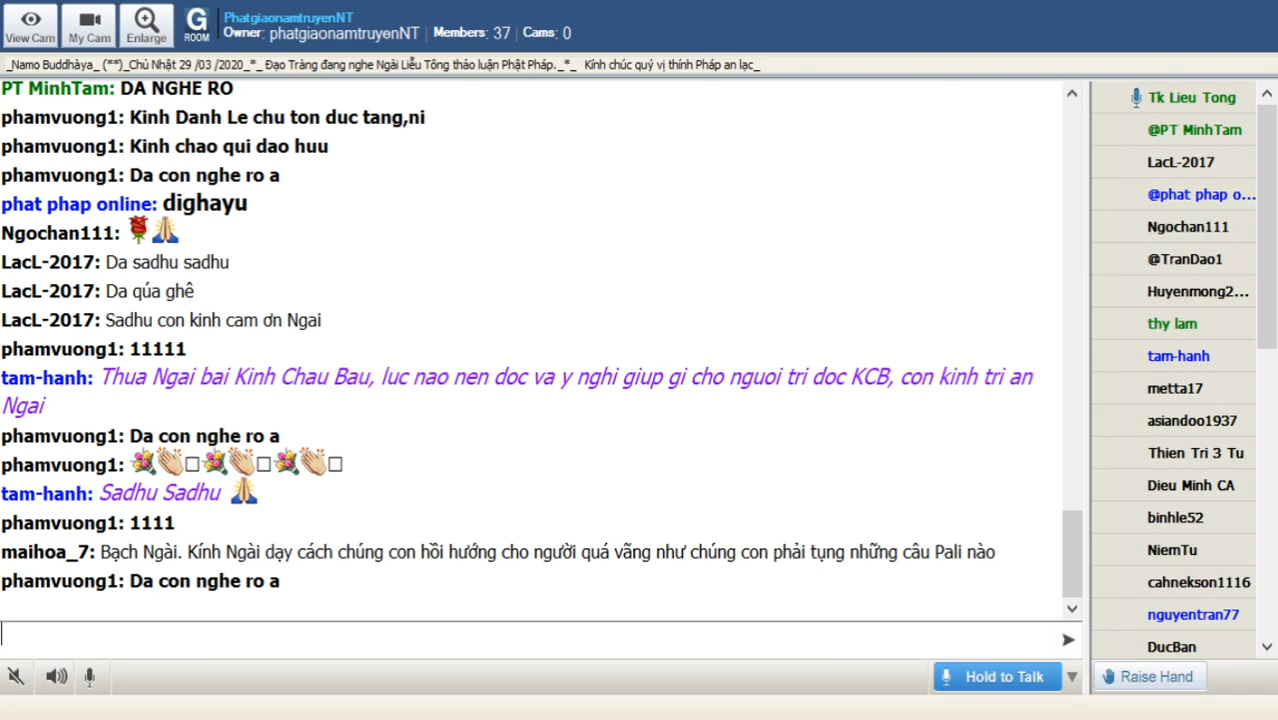 View Cam
My Cam
Enlarge
G
ROOM
PhatgiaonamtruyenNT
Owner: phatgiaonamtruyenNT | Members: 37 | Cams: 0
_Namo Buddhàya_ (**)_Chủ Nhật 29 /03 /2020_*_ Đạo Tràng đang nghe Ngài Liễu Tông thảo luận Phật Pháp._*_ Kính chúc quý vị thính Pháp an lạc_
PT MinhTam: DA NGHE RO
phamvuong1: Kinh Danh Le chu ton duc tang,ni
phamvuong1: Kinh chao qui dao huu
phamvuong1: Da con nghe ro a
phat phap online: dighayu
Ngochan111: 🌹🙏
LacL-2017: Da sadhu sadhu
LacL-2017: Da qúa ghê
LacL-2017: Sadhu con kinh cam ơn Ngai
phamvuong1: 11111
tam-hanh: Thua Ngai bai Kinh Chau Bau, luc nao nen doc va y nghi giup gi cho nguoi tri doc KCB, con kinh tri an
Ngai
phamvuong1: Da con nghe ro a
phamvuong1: 💐👏□💐👏□💐👏□
tam-hanh: Sadhu Sadhu 🙏
phamvuong1: 1111
maihoa_7: Bạch Ngài. Kính Ngài dạy cách chúng con hồi hướng cho người quá vãng như chúng con phải tụng những câu Pali nào
phamvuong1: Da con nghe ro a
Hold to Talk
Tk Lieu Tong
@PT MinhTam
LacL-2017
@phat phap o...
Ngochan111
@TranDao1
Huyenmong2...
thy lam
tam-hanh
metta17
asiandoo1937
Thien Tri 3 Tu
Dieu Minh CA
binhle52
NiemTu
cahnekson1116
nguyentran77
DucBan
Raise Hand